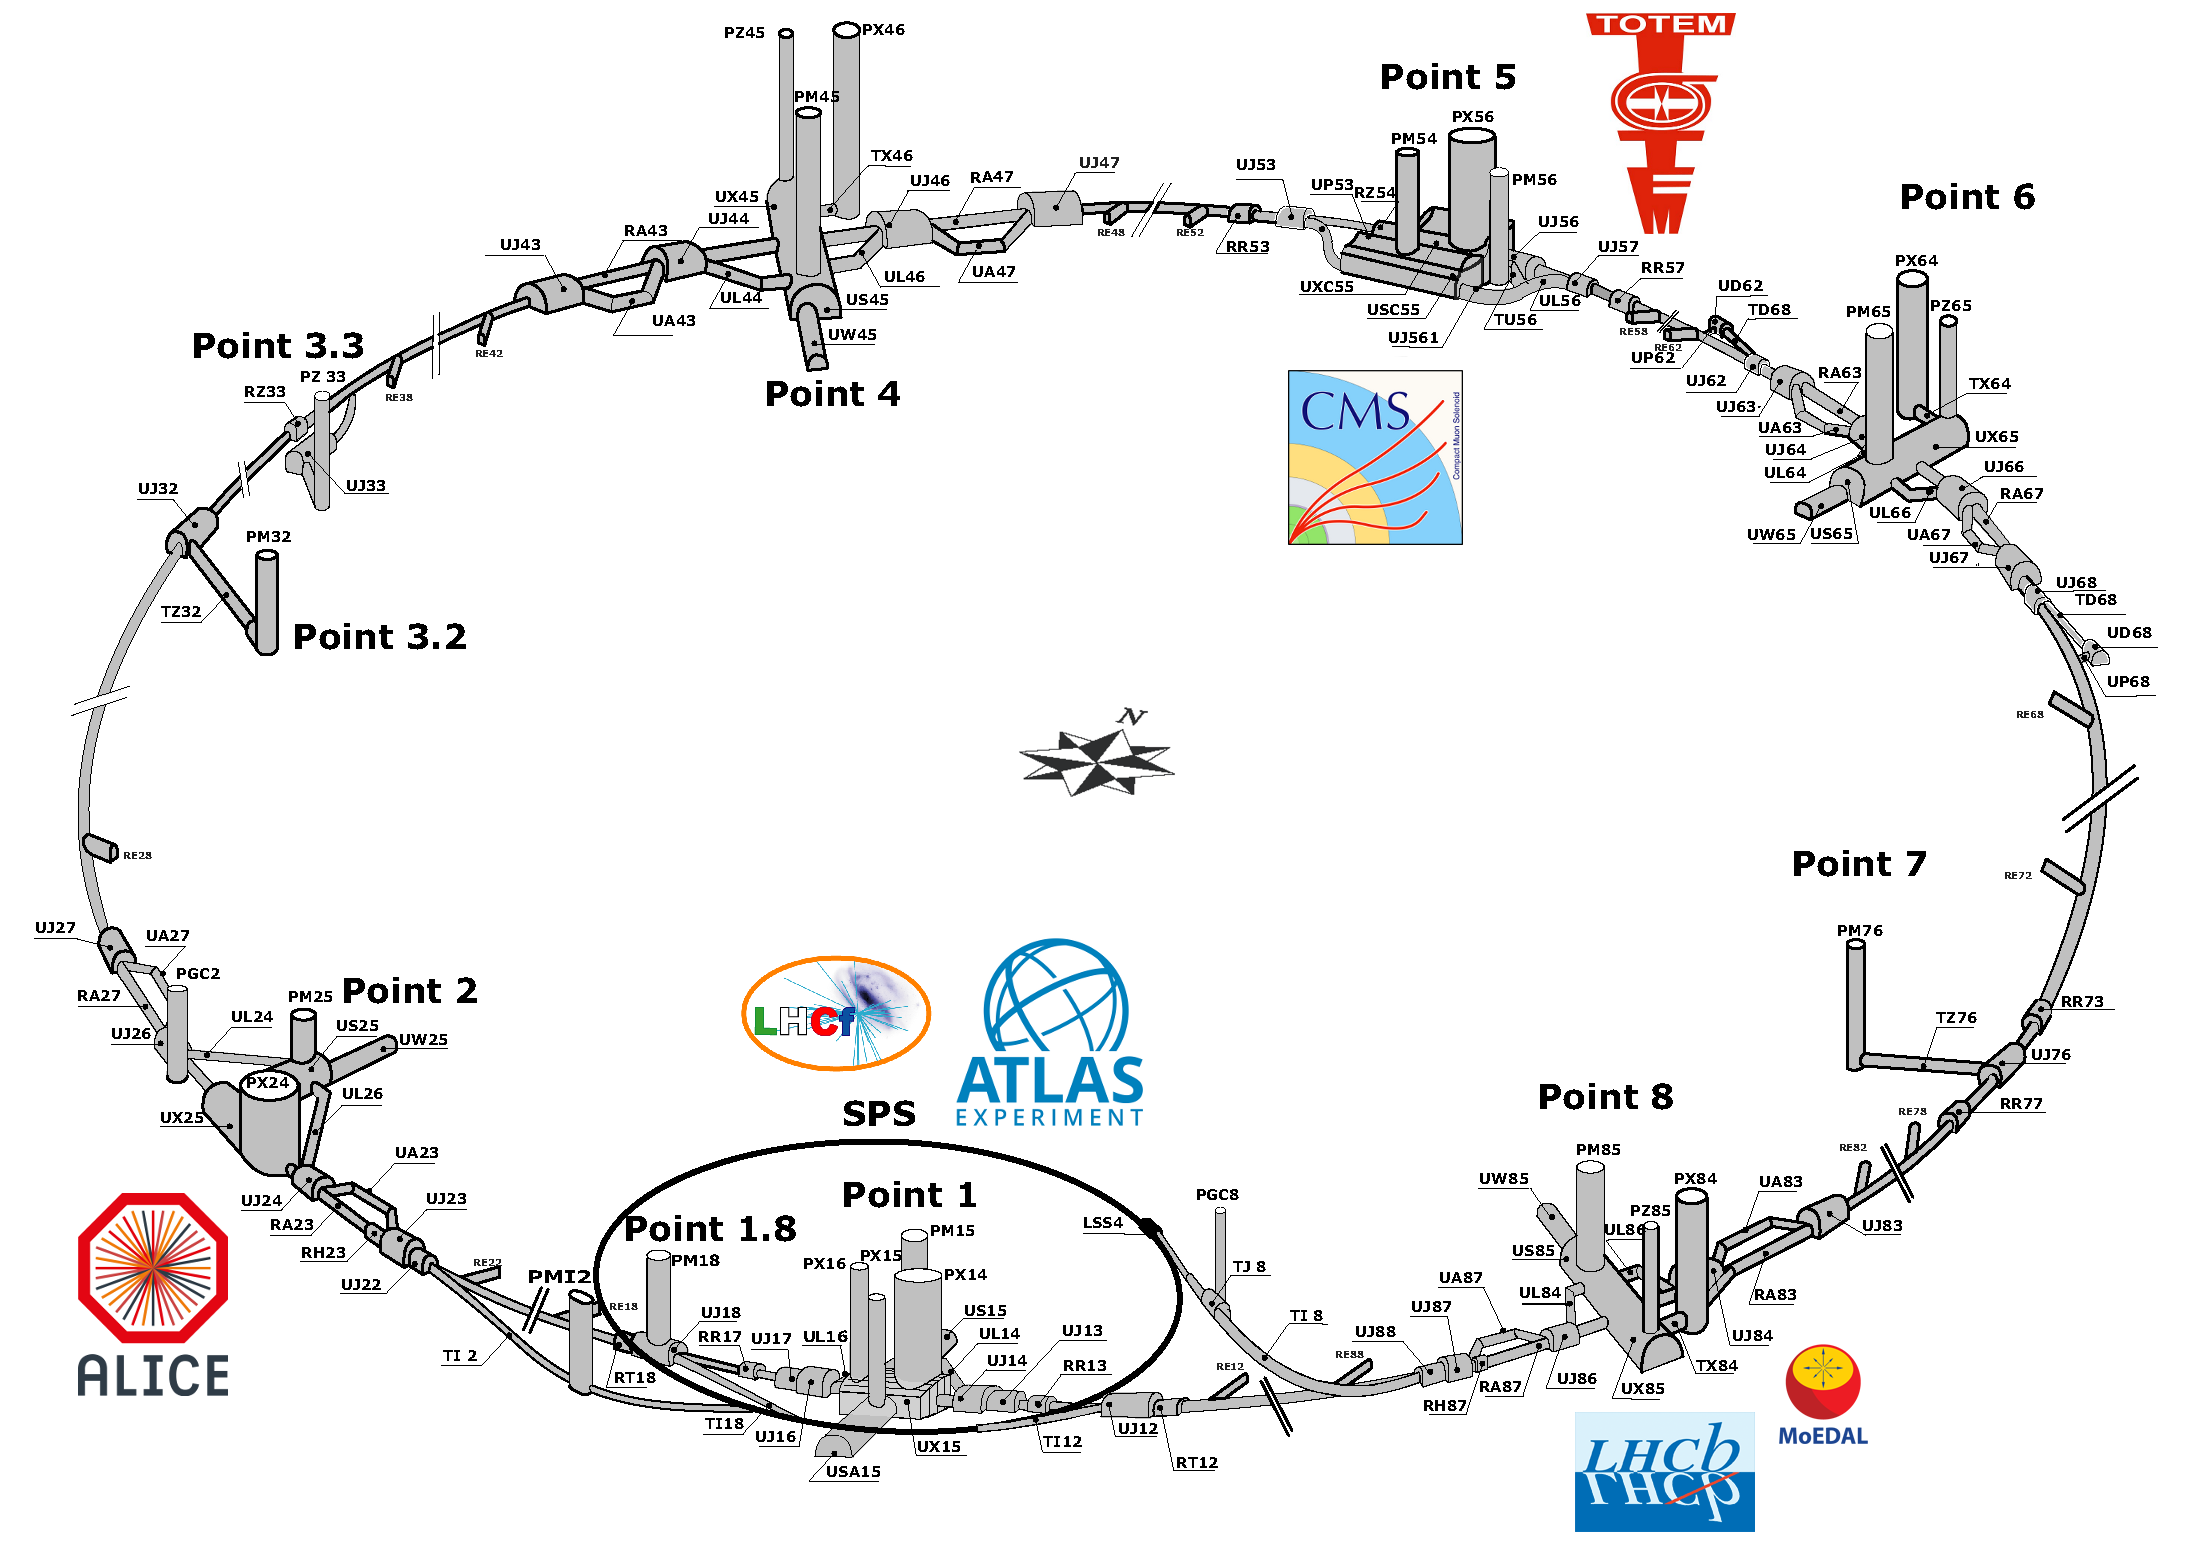 TOTEM
PZ45
PX46
Point 5
PM45
PX56
PM54
TX46
UJ47
UJ53
RA47
UJ46
PM56
UP53
RZ54
Point 6
UX45
UJ44
UJ56
RA43
UJ43
RE48
RE52
RR53
UJ57
PX64
RR57
UA47
UL46
UXC55
UD62
UL44
US45
USC55
UL56
TD68
PM65
PZ65
UA43
TU56
RE58
UW45
UJ561
RE62
Point 3.3
RE42
UP62
PZ 33
RA63
UJ62
TX64
Point 4
RZ33
RE38
CMS
Compact Muon Solenoid
UJ63
UA63
UX65
UJ64
UJ66
UL64
UJ33
UJ32
RA67
UL66
PM32
UW65
US65
UA67
UJ67
UJ68
TZ32
TD68
Point 3.2
UD68
UP68
N
RE68
RE28
Point 7
RE72
UJ27
UA27
PM76
PGC2
Point 2
RA27
PM25
RR73
UL24
US25
TZ76
UJ26
UW25
LHCf
UJ76
PX24
ATLAS
EXPERIMENT
UL26
Point 8
UX25
SPS
RR77
RE78
UA23
RE82
PM85
UW85
PX84
UA83
Point 1
PGC8
UJ24
UJ23
RA23
Point 1.8
LSS4
PZ85
UL86
UJ83
PM15
RH23
PX15
US85
RE22
PM18
PX16
TJ 8
PMI2
PX14
UA87
UJ22
UL84
RA83
RE18
UJ18
US15
UJ87
TI 8
RR17
UJ17
UL16
UL14
UJ13
UJ88
UJ84
TI 2
UJ14
RR13
RE12
RE88
TX84
ALICE
RT18
RA87
UJ86
UX85
RH87
TI18
UJ16
UJ12
UX15
TI12
MoEDAL
RT12
USA15
LHCb
LHCb